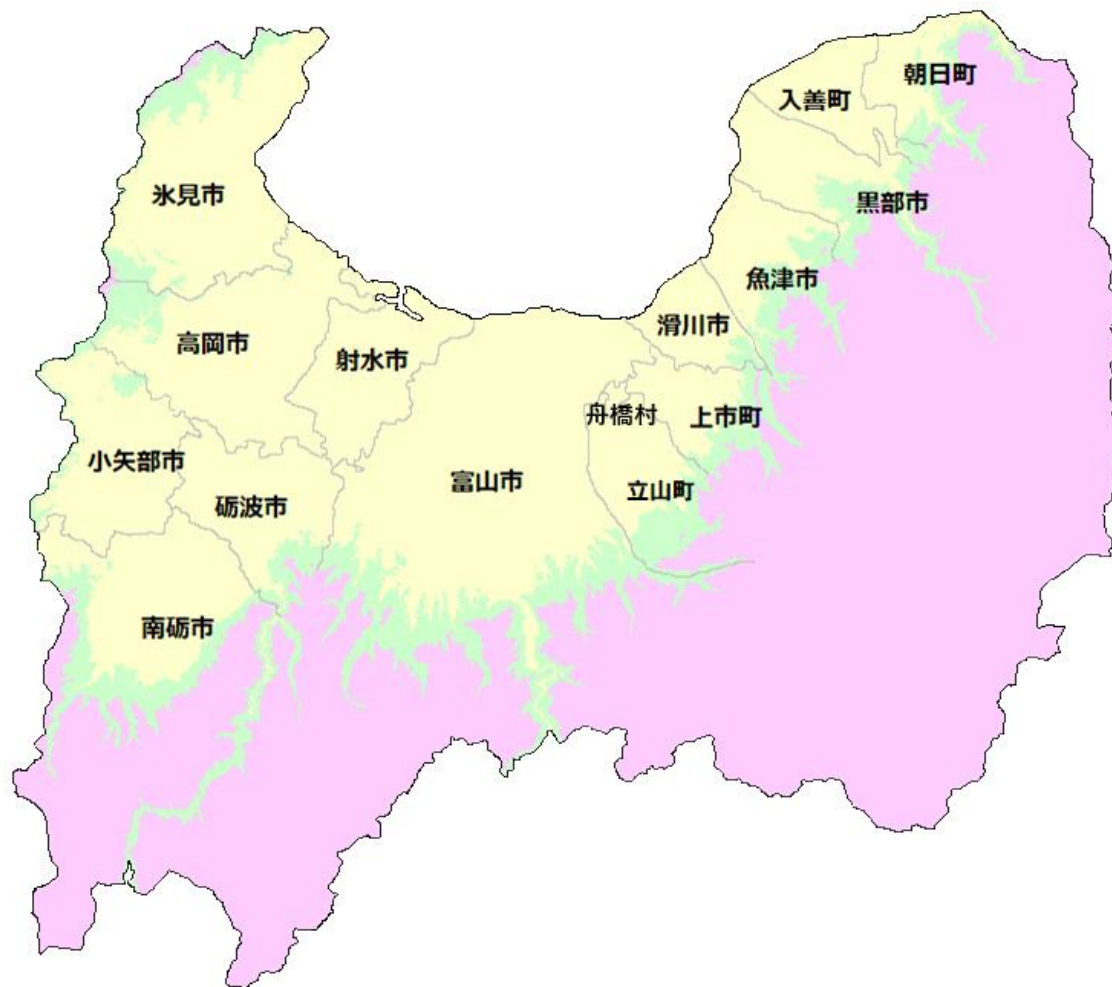 朝日町
入善町
氷見市
黒部市
魚津市
滑川市
高岡市
射水市
舟橋村
上市町
小矢部市
富山市
立山町
砺波市
南砺市